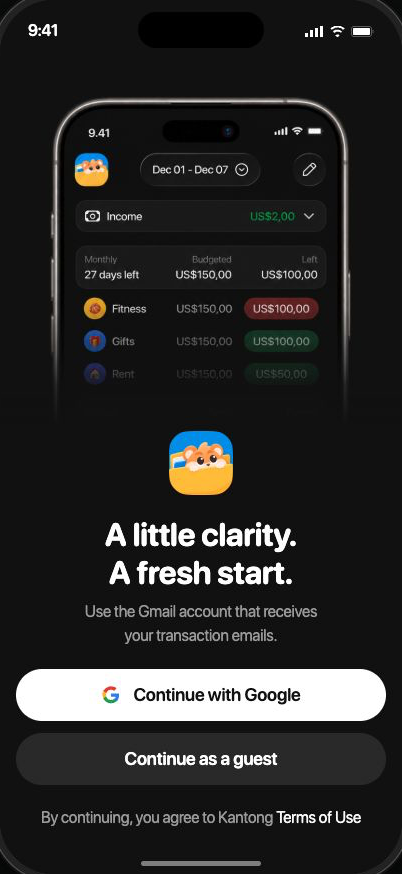 9:41
9.41
Dec 01 - Dec 07
Income US$2,00
Monthly Budgeted Left
27 days left US$150,00 US$100,00
Fitness US$150,00 US$100,00
Gifts US$150,00 US$100,00
Rent US$150,00 US$50,00
A little clarity.
A fresh start.
Use the Gmail account that receives
your transaction emails.
Continue with Google
Continue as a guest
By continuing, you agree to Kantong Terms of Use